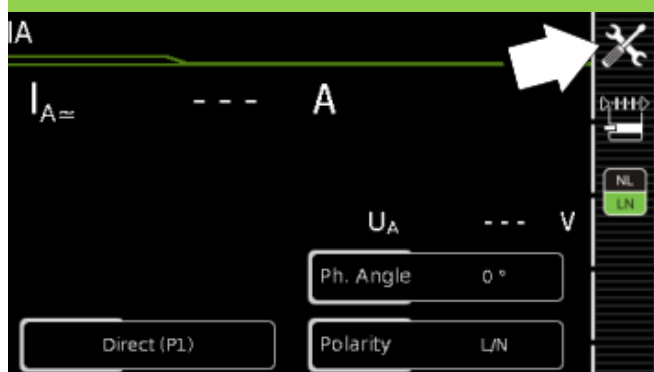 IA
IA≂ - - - A
NL
LN
UA - - - V
Ph. Angle 0 °
Direct (P1) Polarity L/N